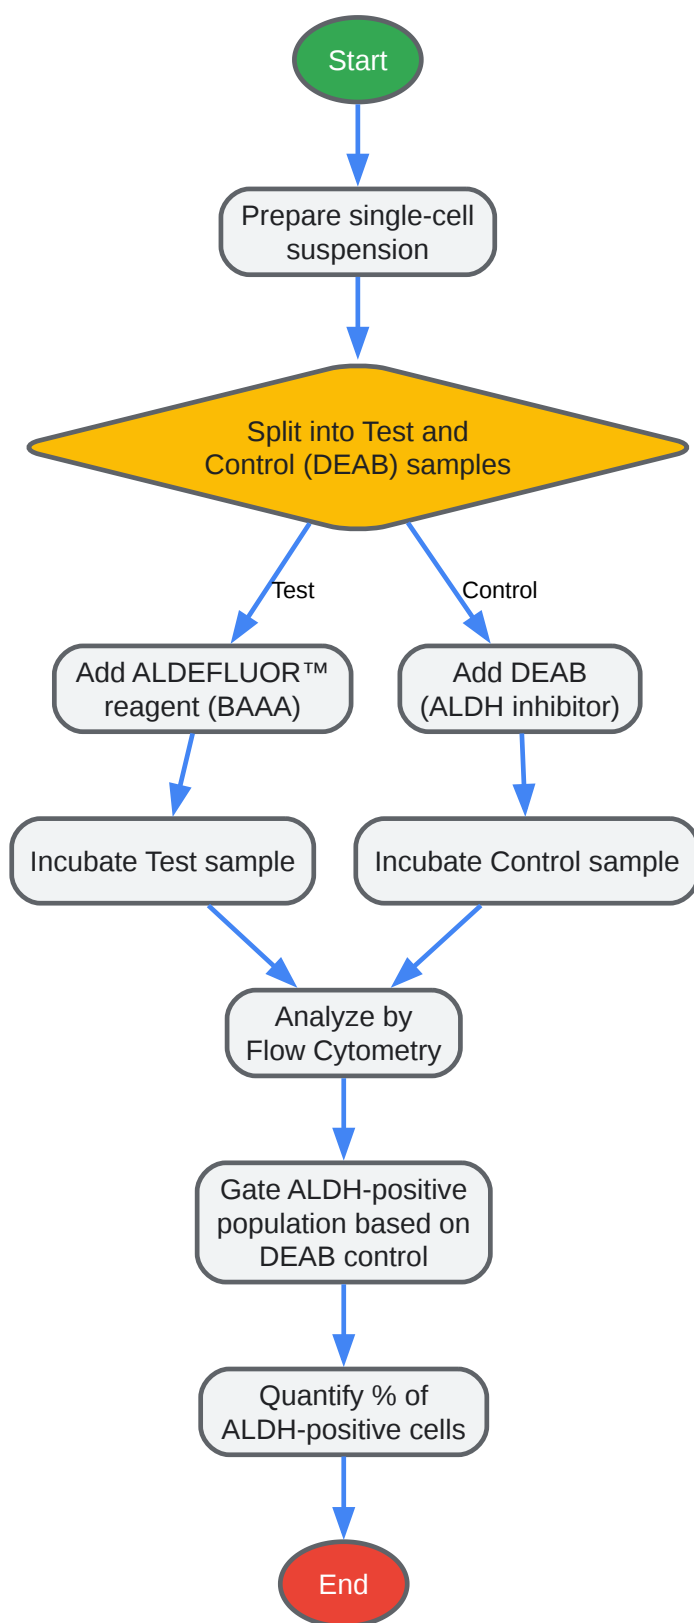 Start
Prepare single-cell
suspension
Split into Test and
Control (DEAB) samples
Test
Control
Add ALDEFLUOR™
reagent (BAAA)
Add DEAB
(ALDH inhibitor)
Incubate Test sample
Incubate Control sample
Analyze by
Flow Cytometry
Gate ALDH-positive
population based on
DEAB control
Quantify % of
ALDH-positive cells
End